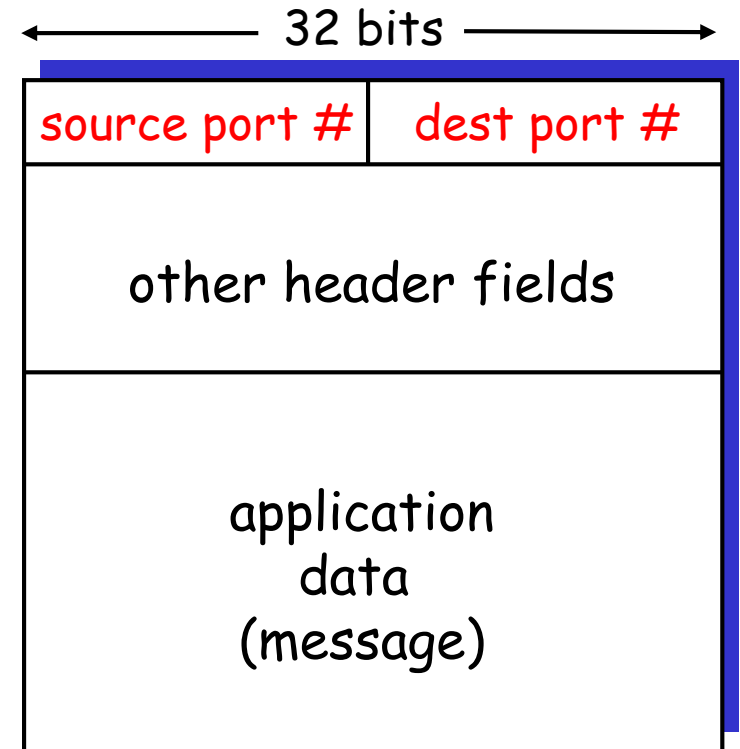 32 bits
source port #
dest port #
other header fields
application
data
(message)